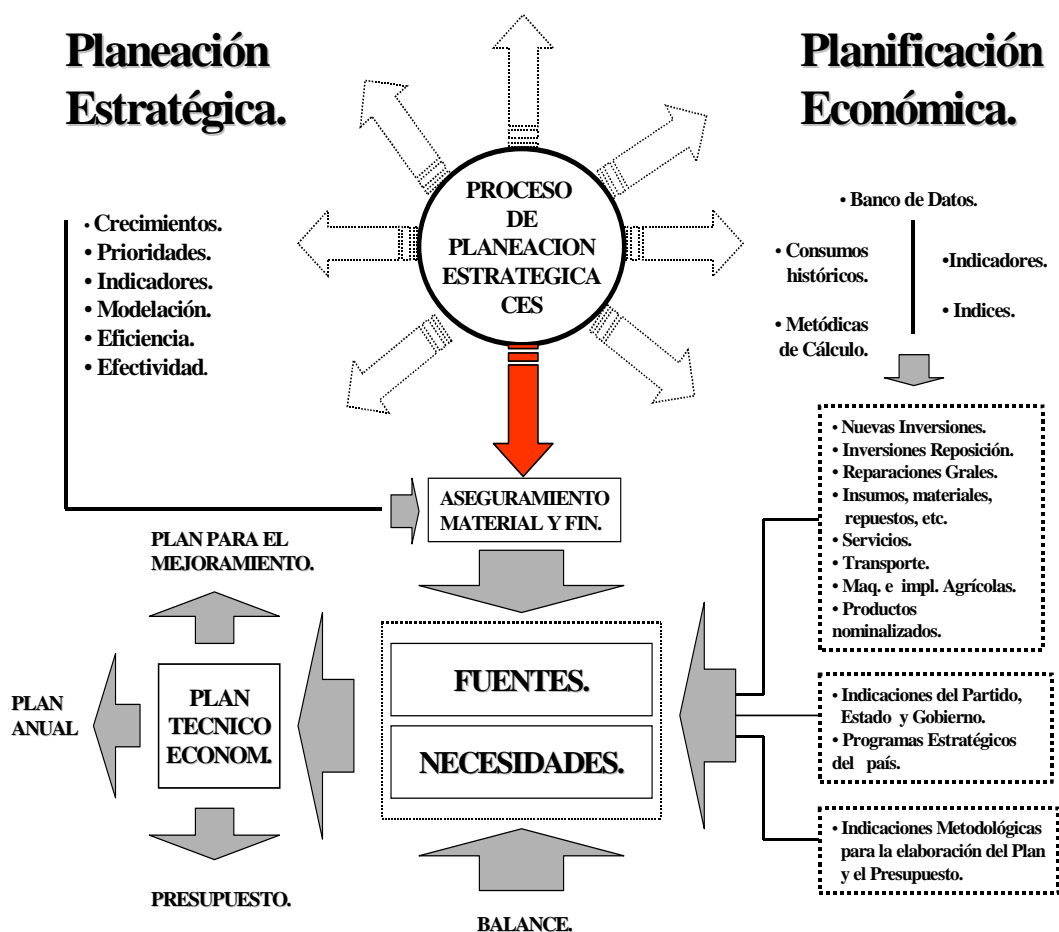 Planeación
Estratégica.
Planificación
Económica.
PROCESO
DE
PLANEACION
ESTRATEGICA
CES
• Crecimientos.
• Prioridades.
• Indicadores.
• Modelación.
• Eficiencia.
• Efectividad.
• Banco de Datos.
• Consumos
históricos.
•Indicadores.
• Metódicas
de Cálculo.
• Indices.
• Nuevas Inversiones.
• Inversiones Reposición.
• Reparaciones Grales.
• Insumos, materiales,
repuestos, etc.
• Servicios.
• Transporte.
• Maq. e impl. Agrícolas.
• Productos
nominalizados.
ASEGURAMIENTO
MATERIAL Y FIN.
PLAN PARA EL
MEJORAMIENTO.
PLAN
ANUAL
PLAN
TECNICO
ECONOM.
FUENTES.
NECESIDADES.
• Indicaciones del Partido,
Estado y Gobierno.
• Programas Estratégicos
del país.
• Indicaciones Metodológicas
para la elaboración del Plan
y el Presupuesto.
PRESUPUESTO.
BALANCE.